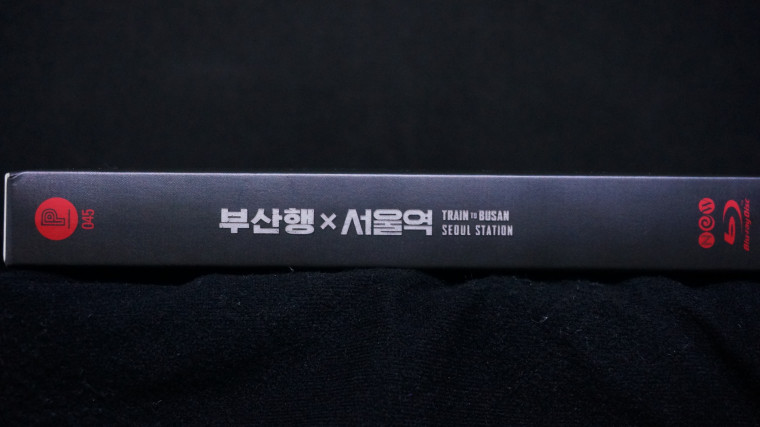 P
045
부산행×서울역
TRAIN TO BUSAN
SEOUL STATION
NEW
Blu-ray Disc